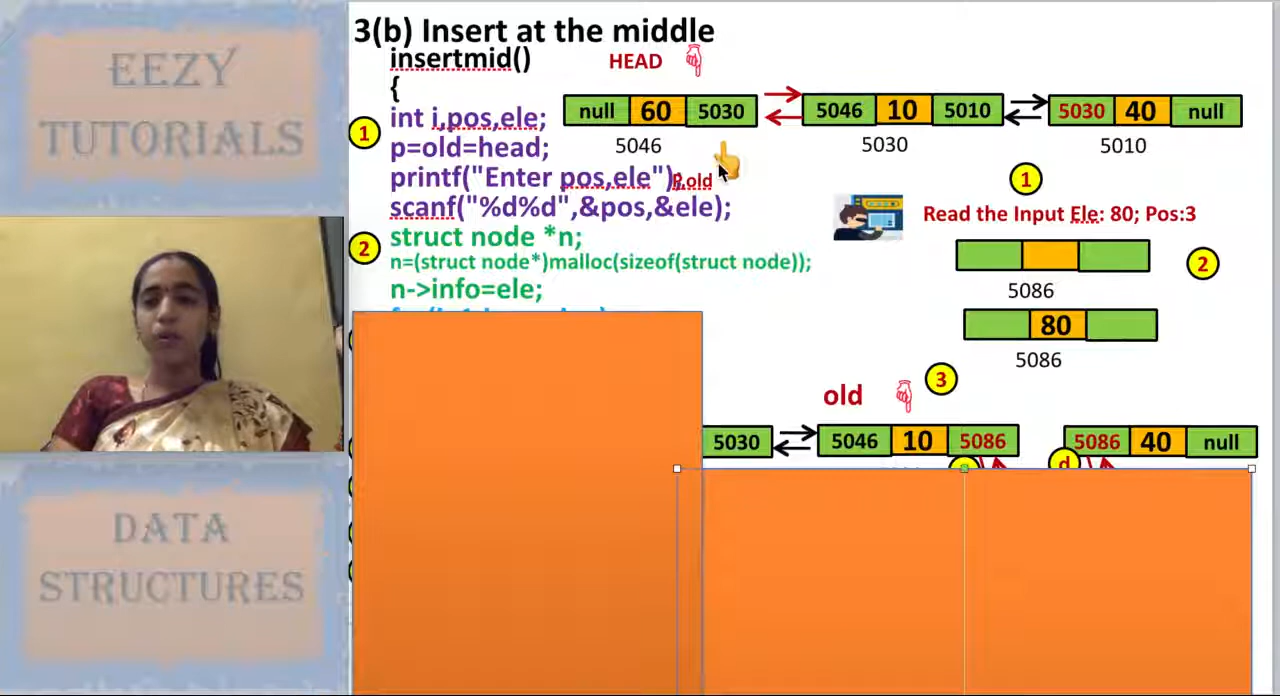 EEZY
TUTORIALS
DATA
STRUCTURES
3(b) Insert at the middle
insertmid()
{
1
int i,pos,ele;
p=old=head;
printf("Enter pos,ele");
scanf("%d%d",&pos,&ele);
2
struct node *n;
n=(struct node*)malloc(sizeof(struct node));
n->info=ele;
HEAD
null 60 5030
5046 10 5010
5030 40 null
5046
5030
5010
P,old
1
Read the Input Ele: 80; Pos:3
2
5086
80
5086
3
old
5030
5046 10 5086
5086 40 null
d